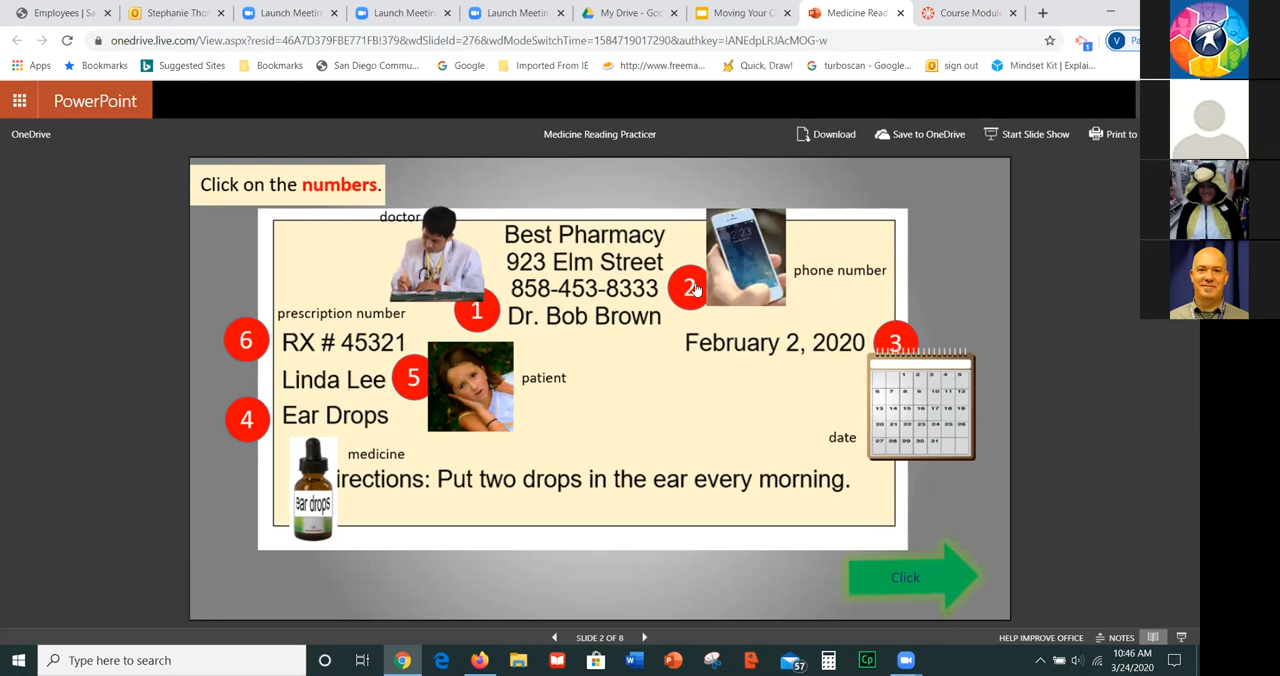 Employees | Sa
Stephanie Thor
Launch Meetin
Launch Meetin
Launch Meetin
My Drive - Goo
Moving Your C
Medicine Read
Course Module
onedrive.live.com/View.aspx?resid=46A7D379FBE771FB!379&wdSlideId=276&wdModeSwitchTime=1584719017290&authkey=!ANEdpLRJAcMOG-w
V
Pa
Apps
Bookmarks
Suggested Sites
Bookmarks
San Diego Commu...
Google
Imported From IE
http://www.freema...
Quick, Draw!
turboscan - Google...
sign out
Mindset Kit | Explai...
PowerPoint
OneDrive
Medicine Reading Practicer
Download
Save to OneDrive
Start Slide Show
Print to
Click on the numbers.
doctor
Best Pharmacy
923 Elm Street
858-453-8333
2
phone number
1
Dr. Bob Brown
prescription number
6
RX # 45321
February 2, 2020
3
Linda Lee
5
patient
4
Ear Drops
date
medicine
ear drops
irections: Put two drops in the ear every morning.
Click
SLIDE 2 OF 8
HELP IMPROVE OFFICE
NOTES
Type here to search
57
Cp
10:46 AM
3/24/2020